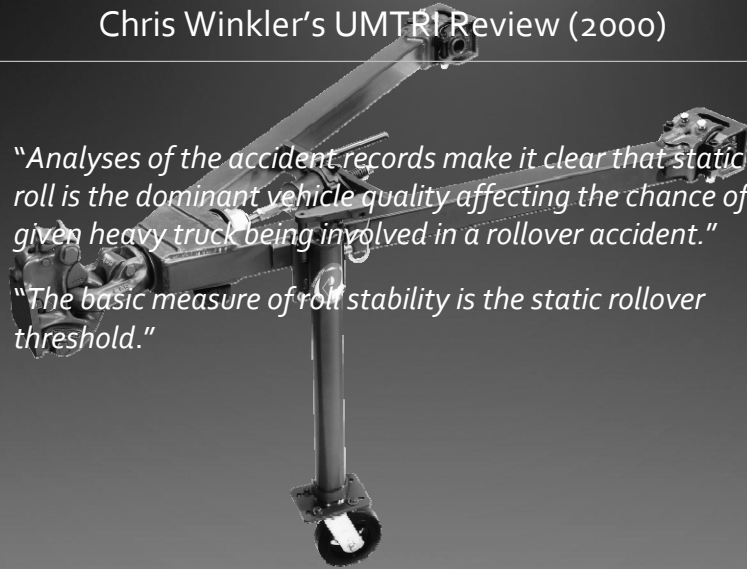 Chris Winkler’s UMTRI Review (2000)
“Analyses of the accident records make it clear that static
roll is the dominant vehicle quality affecting the chance of
given heavy truck being involved in a rollover accident.”
“The basic measure of roll stability is the static rollover
threshold.”